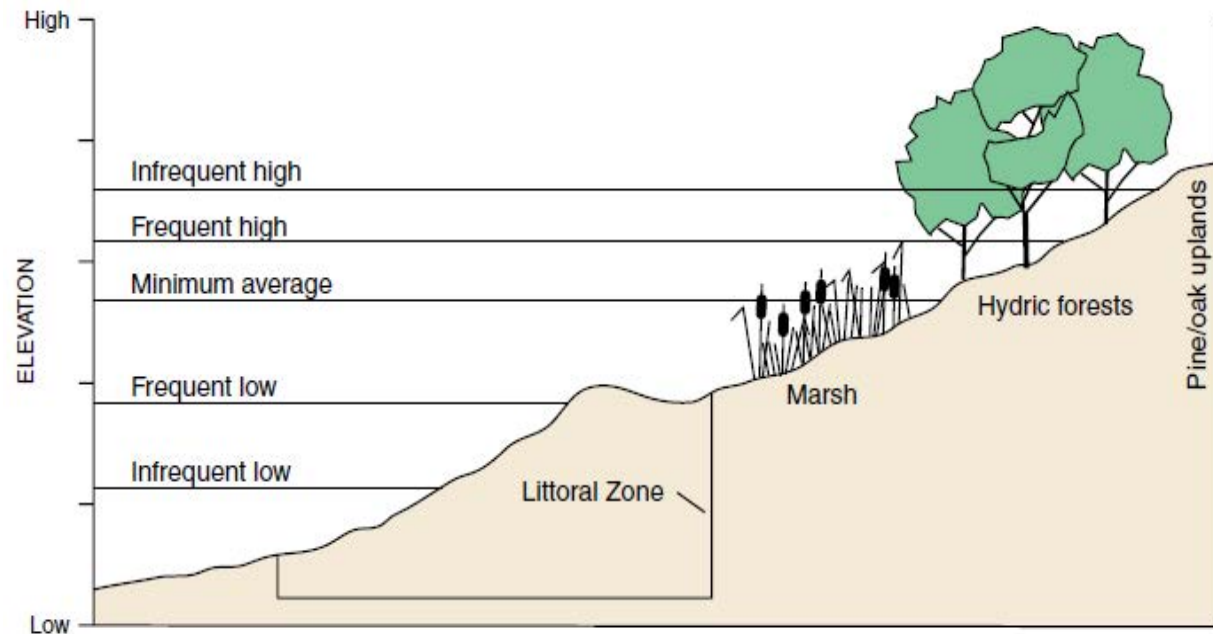 High
Infrequent high
Frequent high
Minimum average
ELEVATION
Frequent low
Infrequent low
Low
Littoral Zone
Marsh
Hydric forests
Pine/oak uplands